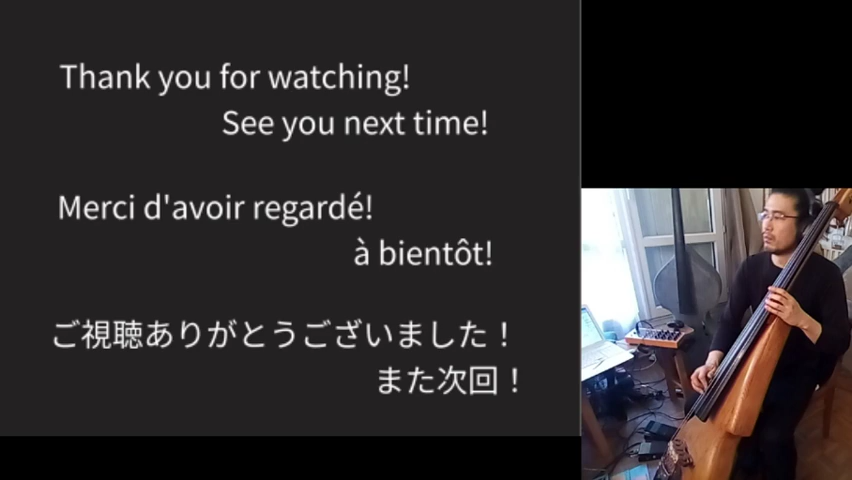 Thank you for watching!
See you next time!
Merci d'avoir regardé!
à bientôt!
ご視聴ありがとうございました！
また次回！